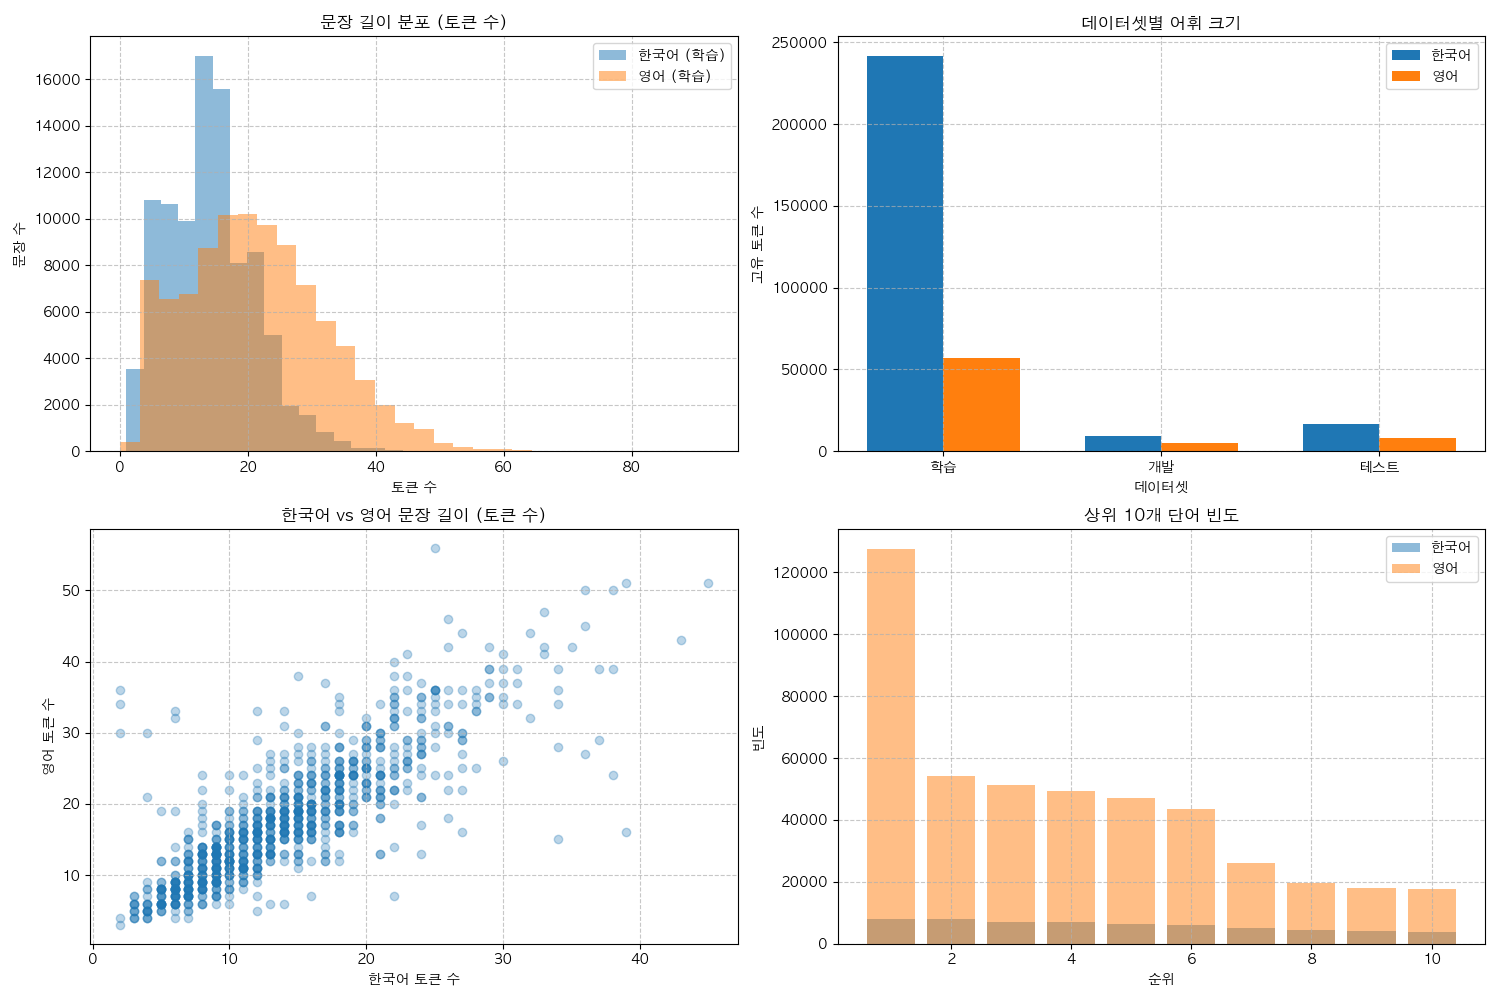 문장 길이 분포 (토큰 수)
한국어 (학습)
영어 (학습)
문장 수
16000
14000
12000
10000
8000
6000
4000
2000
0
0 20 40 60 80
토큰 수
데이터셋별 어휘 크기
한국어
영어
고유 토큰 수
250000
200000
150000
100000
50000
0
학습 개발 테스트
데이터셋
한국어 vs 영어 문장 길이 (토큰 수)
영어 토큰 수
50
40
30
20
10
0 10 20 30 40
한국어 토큰 수
상위 10개 단어 빈도
한국어
영어
빈도
120000
100000
80000
60000
40000
20000
0
2 4 6 8 10
순위